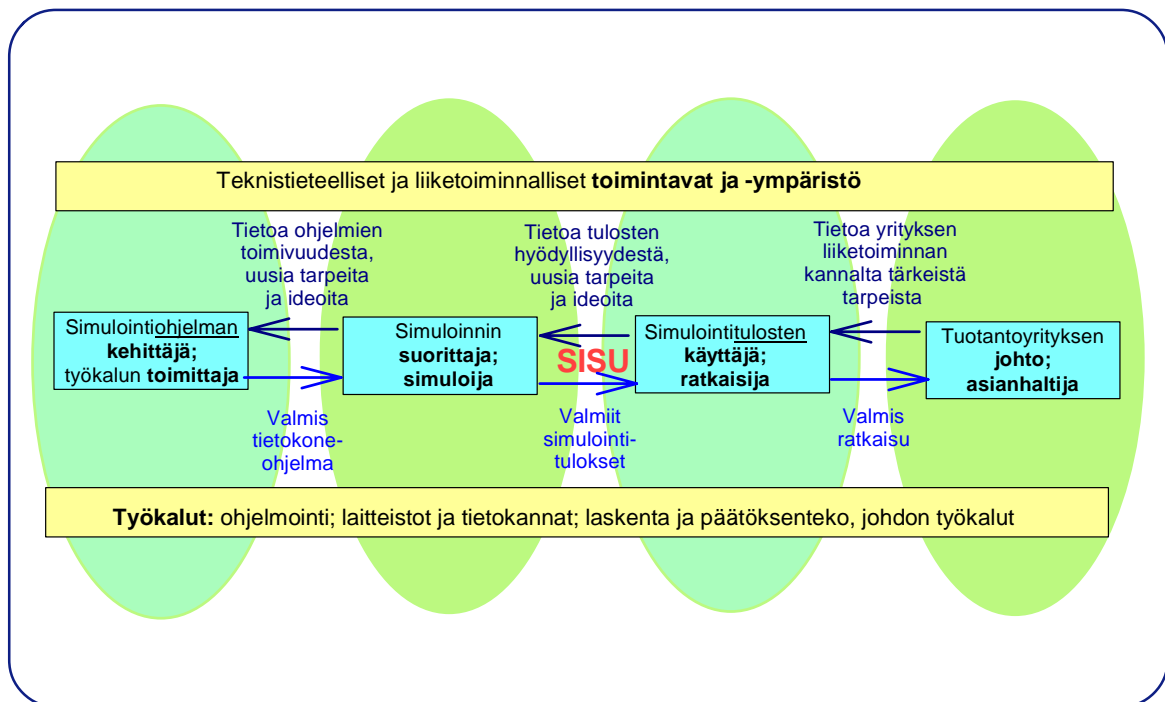 Teknistieteelliset ja liiketoiminnalliset toimintavat ja -ympäristö
Tietoa ohjelmien
toimivuudesta,
uusia tarpeita
ja ideoita
Tietoa tulosten
hyödyllisyydestä,
uusia tarpeita
ja ideoita
Tietoa yrityksen
liiketoiminnan
kannalta tärkeistä
tarpeista
Simulointiohjelman
kehittäjä;
työkalun toimittaja
Simuloinnin
suorittaja;
simuloija
SISU
Simulointitulosten
käyttäjä;
ratkaisija
Tuotantoyrityksen
johto;
asianhaltija
Valmis
tietokone-
ohjelma
Valmiit
simulointi-
tulokset
Valmis
ratkaisu
Työkalut: ohjelmointi; laitteistot ja tietokannat; laskenta ja päätöksenteko, johdon työkalut